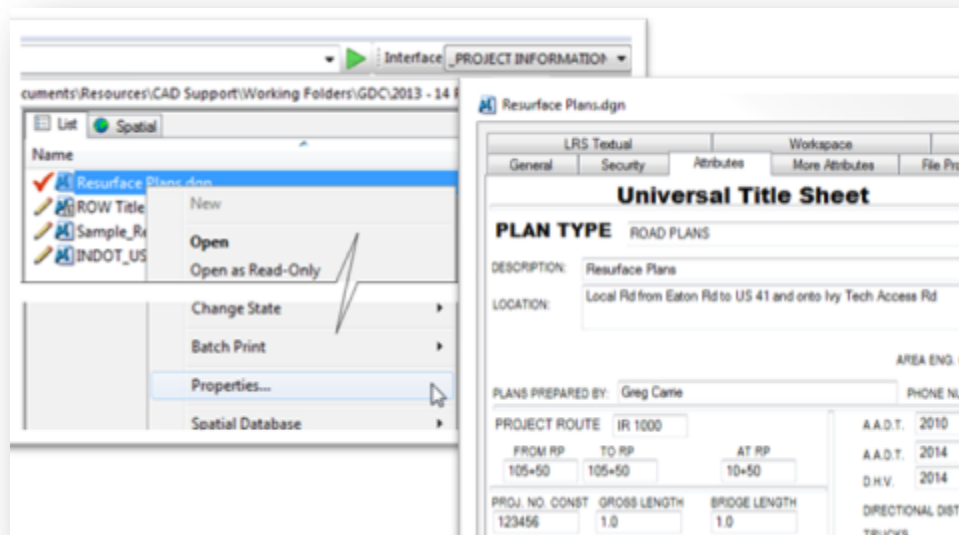 Interface _PROJECT INFORMATION
cuments\Resources\CAD Support\Working Folders\GDC\2013 - 14
List Spatial
Name
Resurface Plans.dgn
ROW Title
Sample_Re
INDOT_US
New
Open
Open as Read-Only
Change State
Batch Print
Properties...
Spatial Database
Resurface Plans.dgn
LRS Textual Workspace
General Security Attributes More Attributes File Pro
Universal Title Sheet
PLAN TYPE ROAD PLANS
DESCRIPTION: Resurface Plans
LOCATION: Local Rd from Eaton Rd to US 41 and onto Ivy Tech Access Rd
AREA ENG.
PLANS PREPARED BY: Greg Carrie PHONE NU
PROJECT ROUTE IR 1000 A.A.D.T. 2010
FROM RP TO RP AT RP A.A.D.T. 2014
105+50 105+50 10+50 D.H.V. 2014
PROJ. NO. CONST GROSS LENGTH BRIDGE LENGTH DIRECTIONAL DIST
123456 1.0 1.0
TRUCKS